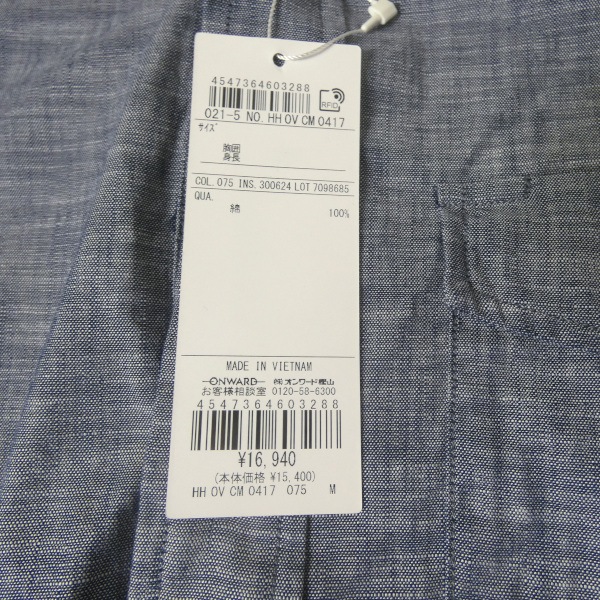 4547364603288
RFID
021-5 NO. HH OV CM 0417
サイズ
胸囲
身長
COL. 075 INS. 300624 LOT 7098685
QUA.
綿 100%
MADE IN VIETNAM
ONWARD ㈱オンワード樫山
お客様相談室 0120-58-6300
4547364603288
¥16,940
(本体価格 ¥15,400)
HH OV CM 0417 075 M